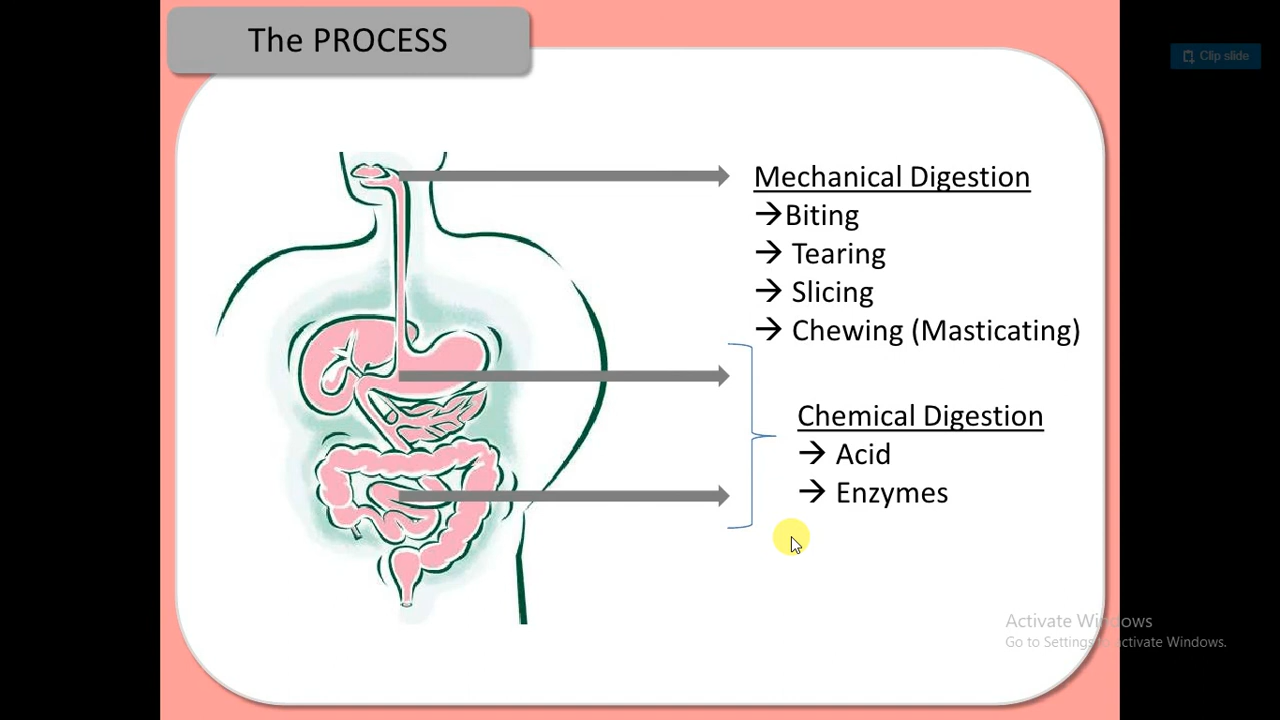 The PROCESS
Clip slide
Mechanical Digestion
→Biting
→ Tearing
→ Slicing
→ Chewing (Masticating)
Chemical Digestion
→ Acid
→ Enzymes
Activate Windows
Go to Settings to activate Windows.